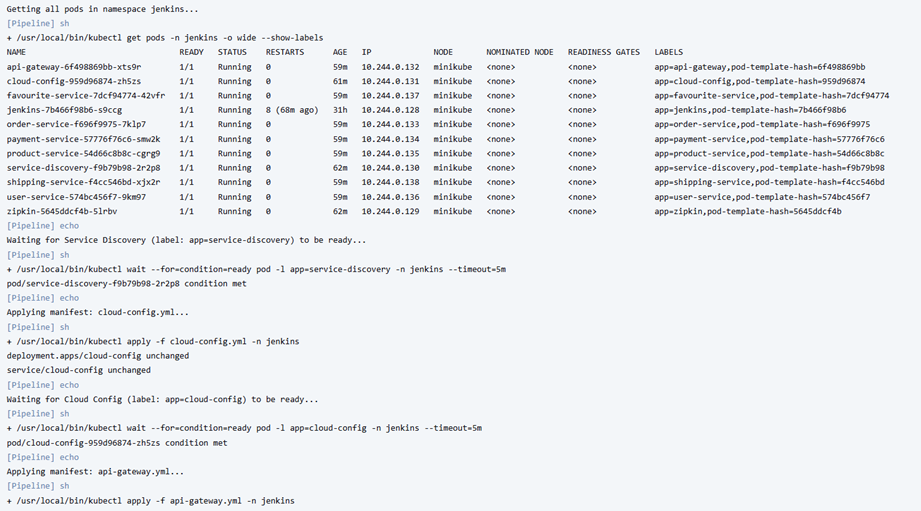 Getting all pods in namespace jenkins...
[Pipeline] sh
+ /usr/local/bin/kubectl get pods -n jenkins -o wide --show-labels
NAME READY STATUS RESTARTS AGE IP NODE NOMINATED NODE READINESS GATES LABELS
api-gateway-6f498869bb-xts9r 1/1 Running 0 59m 10.244.0.132 minikube <none> <none> app=api-gateway,pod-template-hash=6f498869bb
cloud-config-959d96874-zh5zs 1/1 Running 0 61m 10.244.0.131 minikube <none> <none> app=cloud-config,pod-template-hash=959d96874
favourite-service-7dcf94774-42vfr 1/1 Running 0 59m 10.244.0.137 minikube <none> <none> app=favourite-service,pod-template-hash=7dcf94774
jenkins-7b466f98b6-s9ccg 1/1 Running 8 (68m ago) 31h 10.244.0.128 minikube <none> <none> app=jenkins,pod-template-hash=7b466f98b6
order-service-f696f9975-7klp7 1/1 Running 0 59m 10.244.0.133 minikube <none> <none> app=order-service,pod-template-hash=f696f9975
payment-service-57776f76c6-smw2k 1/1 Running 0 59m 10.244.0.134 minikube <none> <none> app=payment-service,pod-template-hash=57776f76c6
product-service-54d66c8b8c-cgrg9 1/1 Running 0 59m 10.244.0.135 minikube <none> <none> app=product-service,pod-template-hash=54d66c8b8c
service-discovery-f9b79b98-2r2p8 1/1 Running 0 62m 10.244.0.130 minikube <none> <none> app=service-discovery,pod-template-hash=f9b79b98
shipping-service-f4cc546bd-xjx2r 1/1 Running 0 59m 10.244.0.138 minikube <none> <none> app=shipping-service,pod-template-hash=f4cc546bd
user-service-574bc456f7-9km97 1/1 Running 0 59m 10.244.0.136 minikube <none> <none> app=user-service,pod-template-hash=574bc456f7
zipkin-5645ddcf4b-5lrbv 1/1 Running 0 62m 10.244.0.129 minikube <none> <none> app=zipkin,pod-template-hash=5645ddcf4b
[Pipeline] echo
Waiting for Service Discovery (label: app=service-discovery) to be ready...
[Pipeline] sh
+ /usr/local/bin/kubectl wait --for=condition=ready pod -l app=service-discovery -n jenkins --timeout=5m
pod/service-discovery-f9b79b98-2r2p8 condition met
[Pipeline] echo
Applying manifest: cloud-config.yml...
[Pipeline] sh
+ /usr/local/bin/kubectl apply -f cloud-config.yml -n jenkins
deployment.apps/cloud-config unchanged
service/cloud-config unchanged
[Pipeline] echo
Waiting for Cloud Config (label: app=cloud-config) to be ready...
[Pipeline] sh
+ /usr/local/bin/kubectl wait --for=condition=ready pod -l app=cloud-config -n jenkins --timeout=5m
pod/cloud-config-959d96874-zh5zs condition met
[Pipeline] echo
Applying manifest: api-gateway.yml...
[Pipeline] sh
+ /usr/local/bin/kubectl apply -f api-gateway.yml -n jenkins